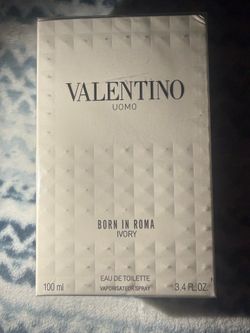 VALENTINO
UOMO
BORN IN ROMA
IVORY
EAU DE TOILETTE
100 ml VAPORISATEUR SPRAY 3.4 FL.OZ.